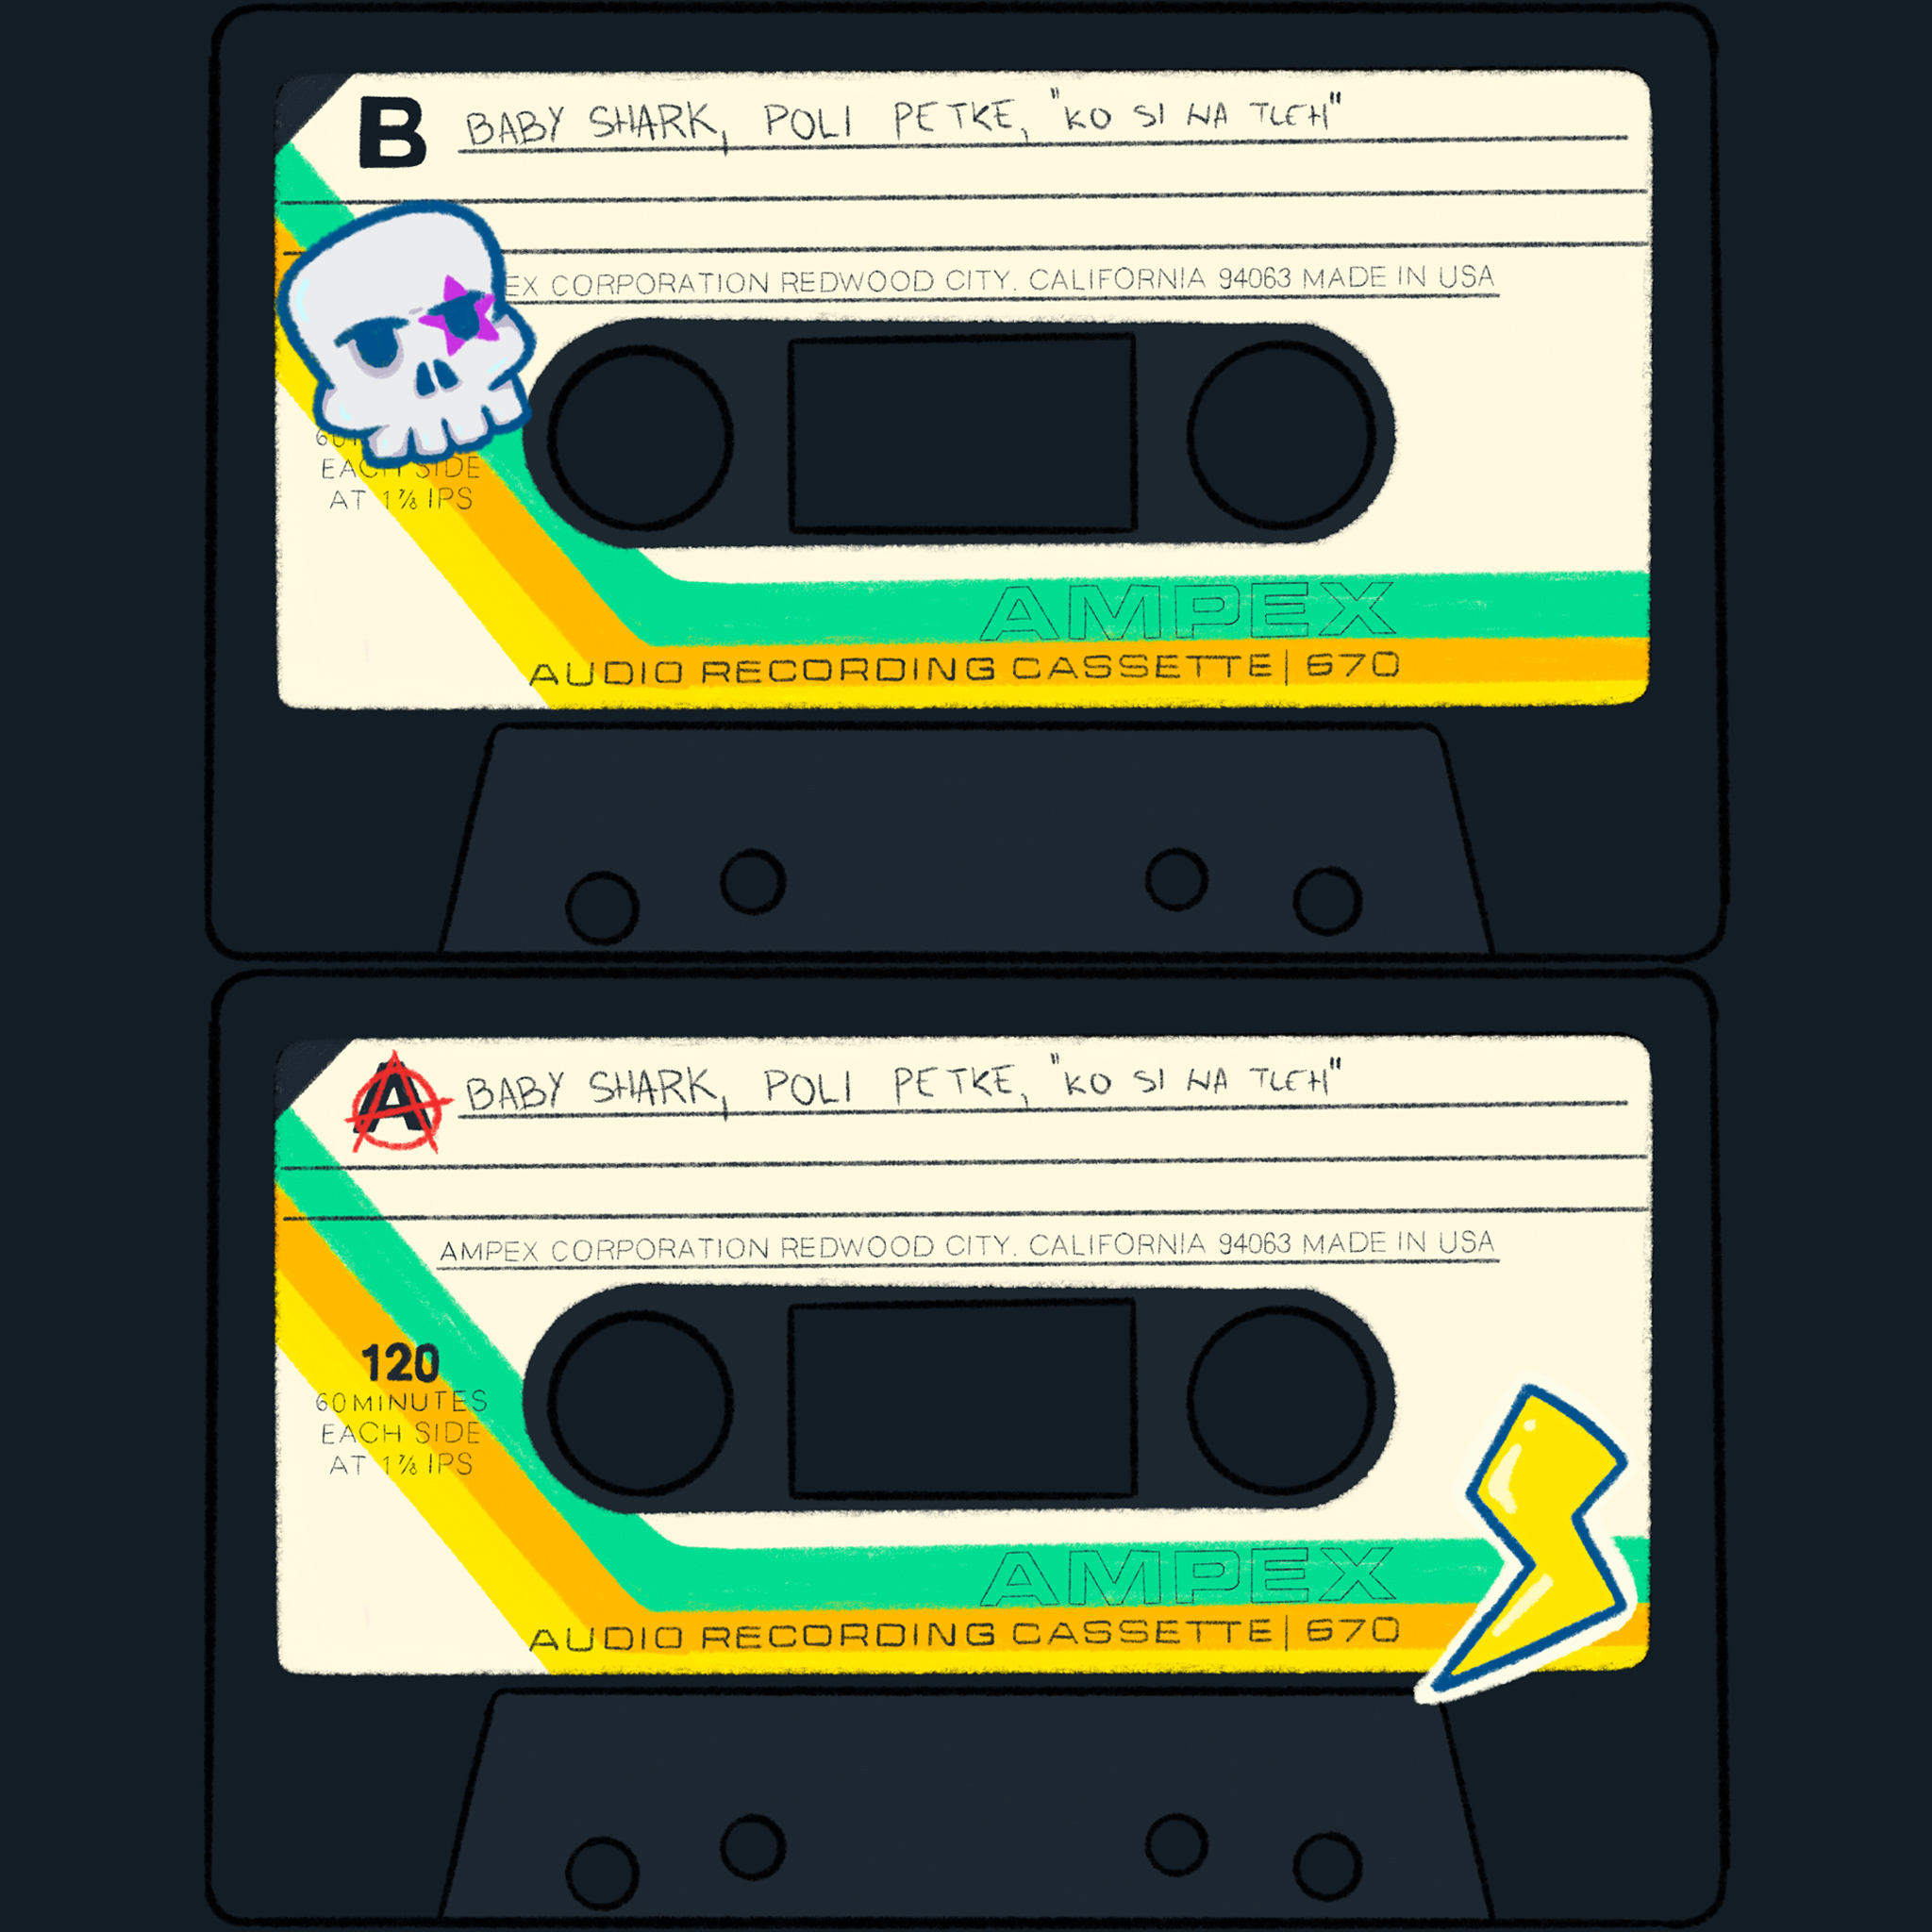 B BABY SHARK, POLI PETKE, "KO SI NA TLEH"
EX CORPORATION REDWOOD CITY. CALIFORNIA 94063 MADE IN USA
EACH SIDE
AT 1⅞ IPS
AMPEX
AUDIO RECORDING CASSETTE | 670
A BABY SHARK, POLI PETKE, "KO SI NA TLEH"
AMPEX CORPORATION REDWOOD CITY. CALIFORNIA 94063 MADE IN USA
120
60 MINUTES
EACH SIDE
AT 1⅞ IPS
AMPEX
AUDIO RECORDING CASSETTE | 670